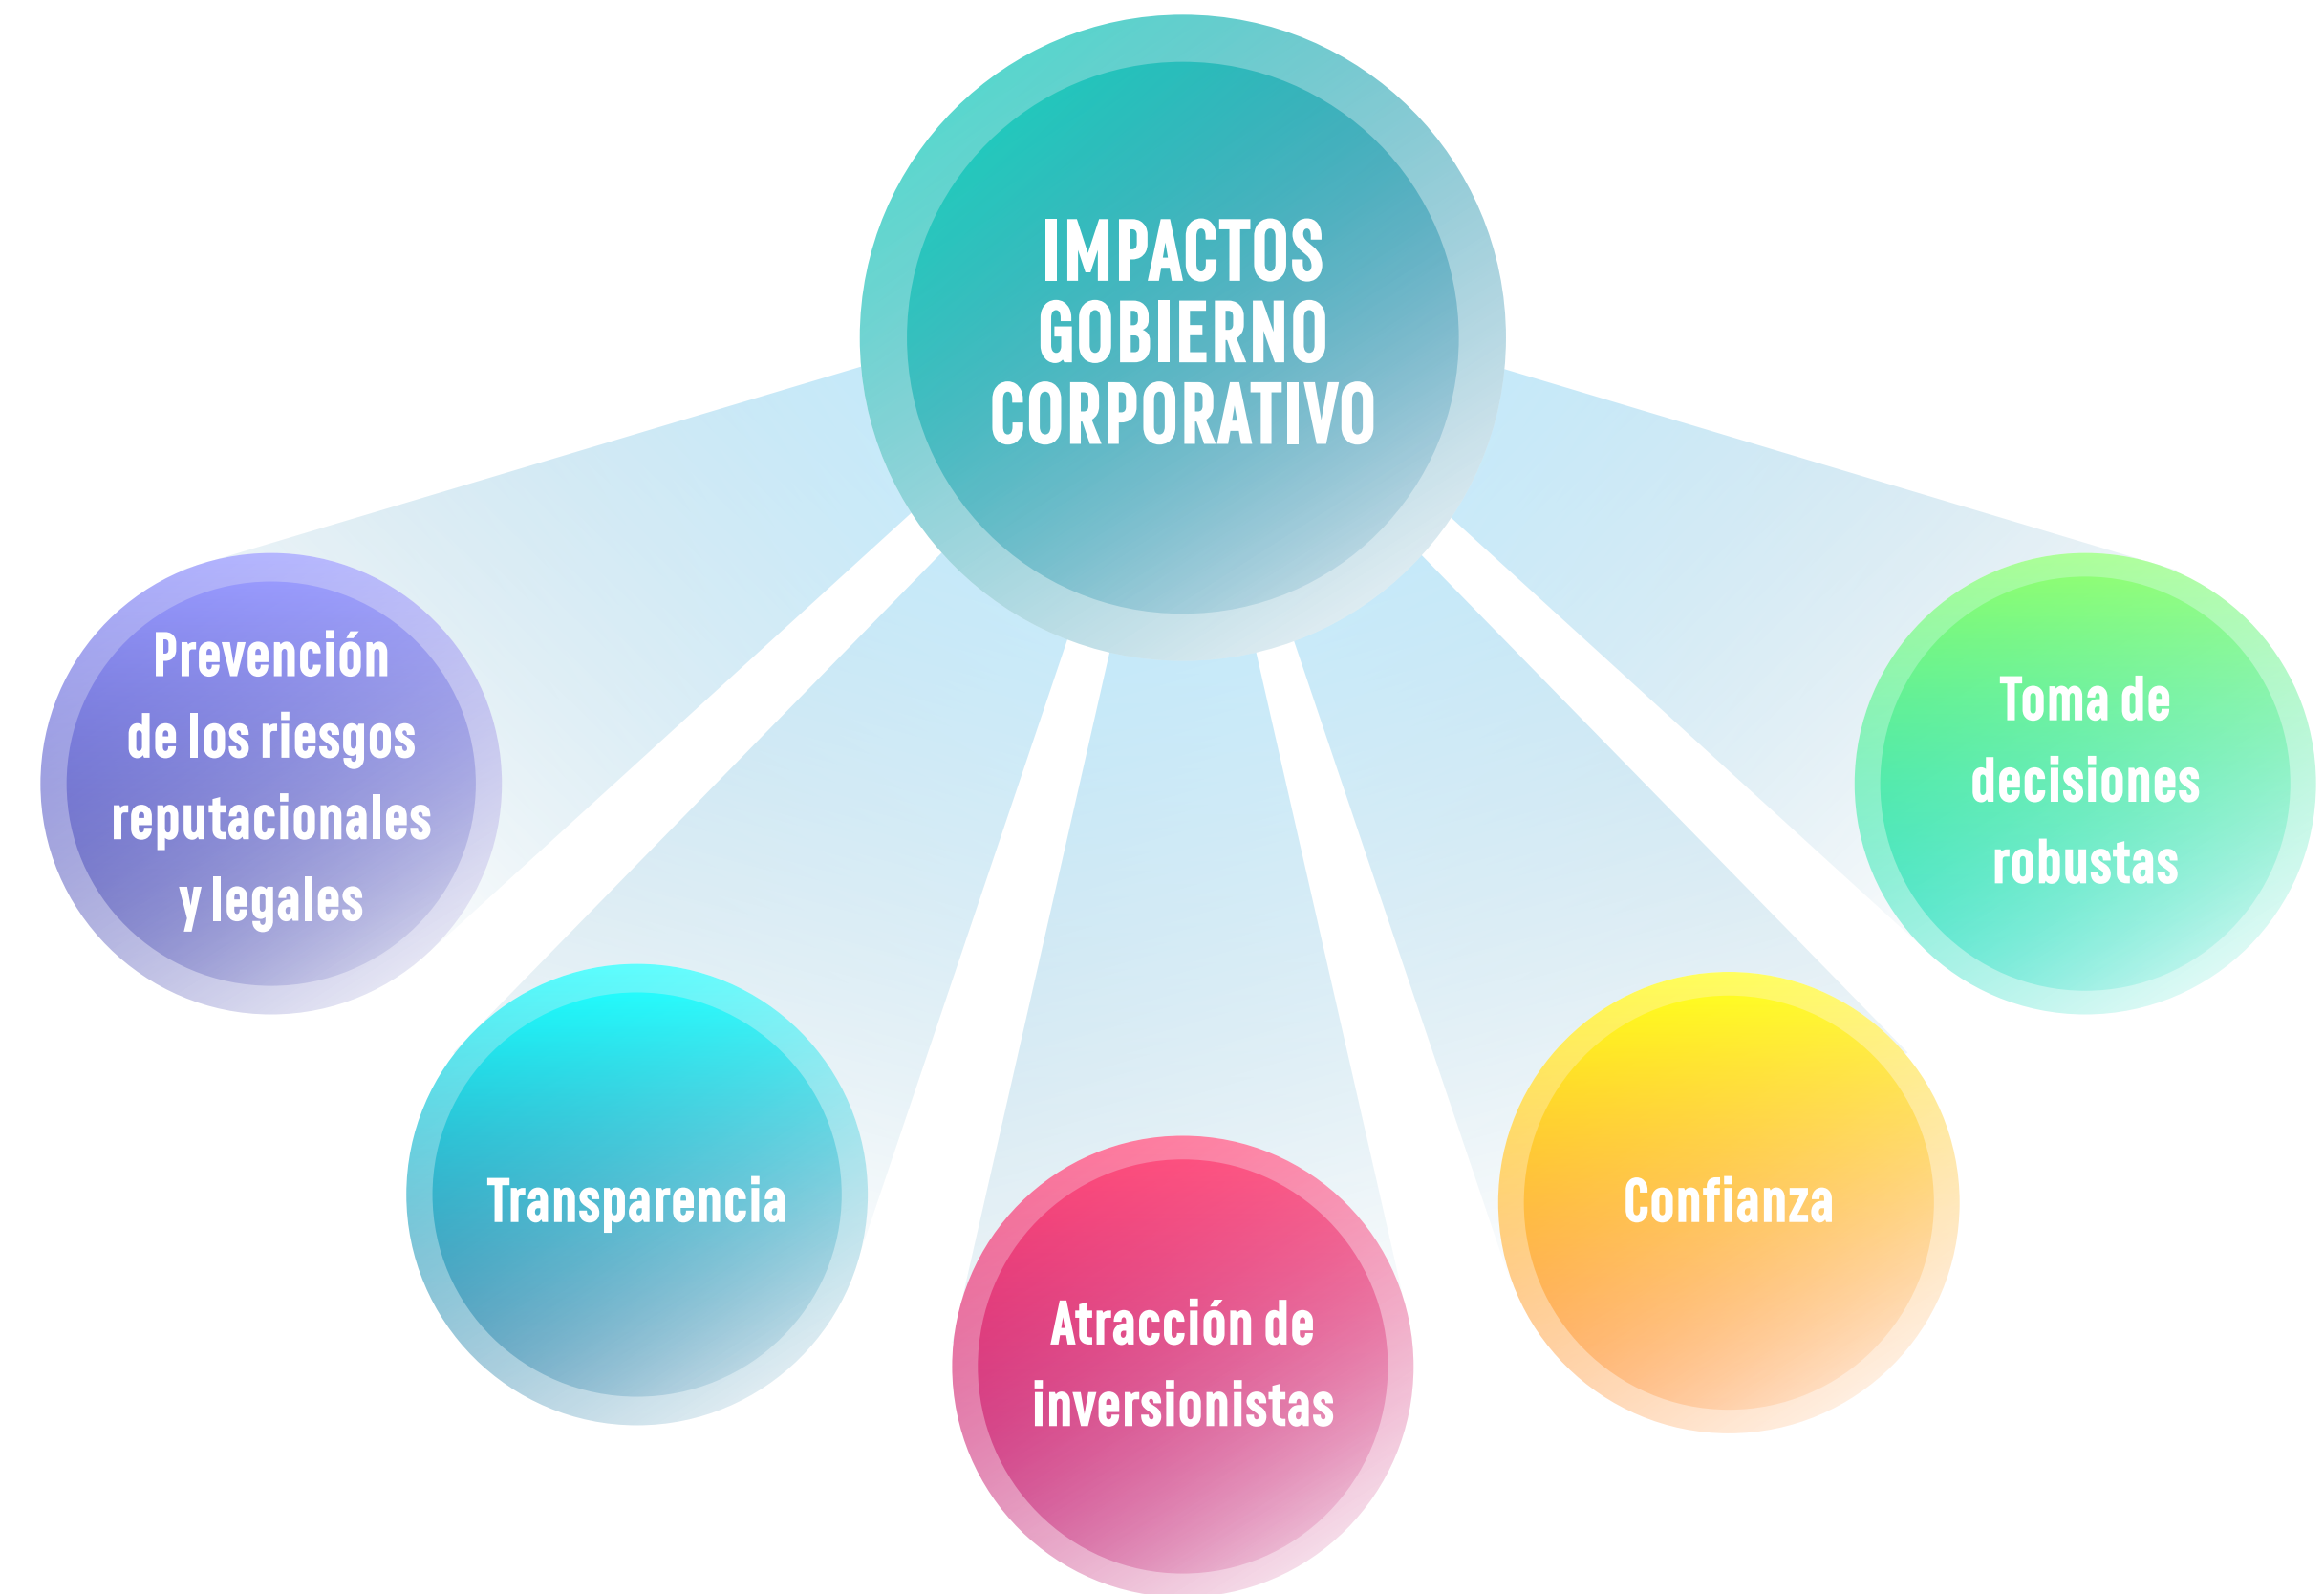 IMPACTOS
GOBIERNO
CORPORATIVO
Prevención
de los riesgos
reputacionales
y legales
Transparencia
Atracción de
inversionistas
Confianza
Toma de
decisiones
robustas